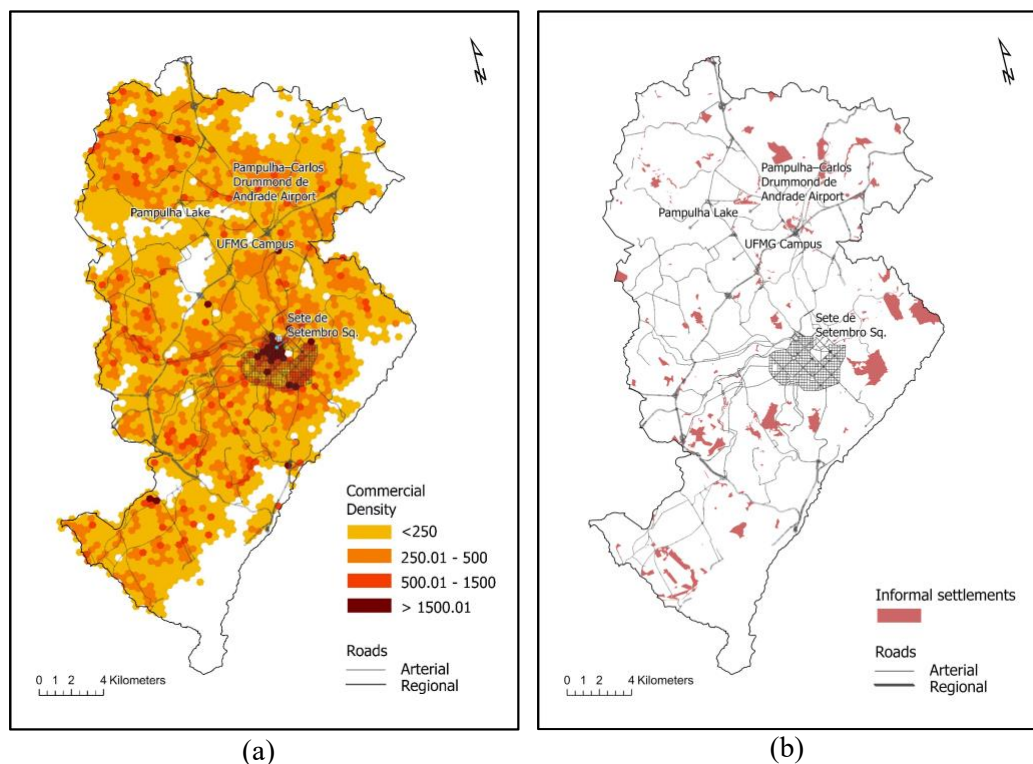 N
Pampulha–Carlos
Drummond de
Andrade Airport
Pampulha Lake
UFMG Campus
Sete de
Setembro Sq.
Commercial
Density
<250
250.01 - 500
500.01 - 1500
> 1500.01
Roads
Arterial
Regional
0 1 2 4 Kilometers
(a)
N
Pampulha–Carlos
Drummond de
Andrade Airport
Pampulha Lake
UFMG Campus
Sete de
Setembro Sq.
Informal settlements
Roads
Arterial
Regional
0 1 2 4 Kilometers
(b)